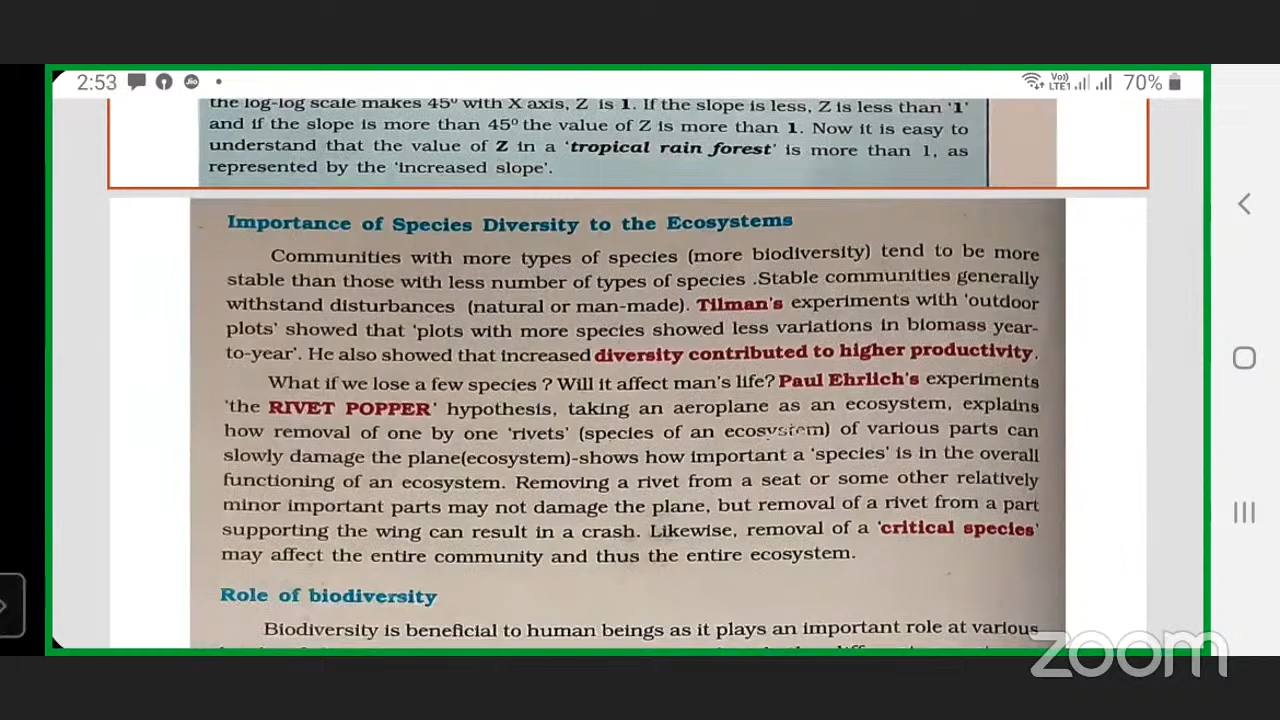 2:53
Vo))
LTE1
70%
the log-log scale makes 45⁰ with X axis, Z is 1. If the slope is less, Z is less than '1'
and if the slope is more than 45⁰ the value of Z is more than 1. Now it is easy to
understand that the value of Z in a 'tropical rain forest' is more than 1, as
represented by the 'increased slope'.
Importance of Species Diversity to the Ecosystems
Communities with more types of species (more biodiversity) tend to be more
stable than those with less number of types of species .Stable communities generally
withstand disturbances (natural or man-made). Tilman's experiments with 'outdoor
plots' showed that 'plots with more species showed less variations in biomass year-
to-year'. He also showed that increased diversity contributed to higher productivity.
What if we lose a few species ? Will it affect man's life? Paul Ehrlich's experiments
'the RIVET POPPER' hypothesis, taking an aeroplane as an ecosystem, explains
how removal of one by one 'rivets' (species of an ecosystem) of various parts can
slowly damage the plane(ecosystem)-shows how important a 'species' is in the overall
functioning of an ecosystem. Removing a rivet from a seat or some other relatively
minor important parts may not damage the plane, but removal of a rivet from a part
supporting the wing can result in a crash. Likewise, removal of a 'critical species'
may affect the entire community and thus the entire ecosystem.
Role of biodiversity
Biodiversity is beneficial to human beings as it plays an important role at various
zoom